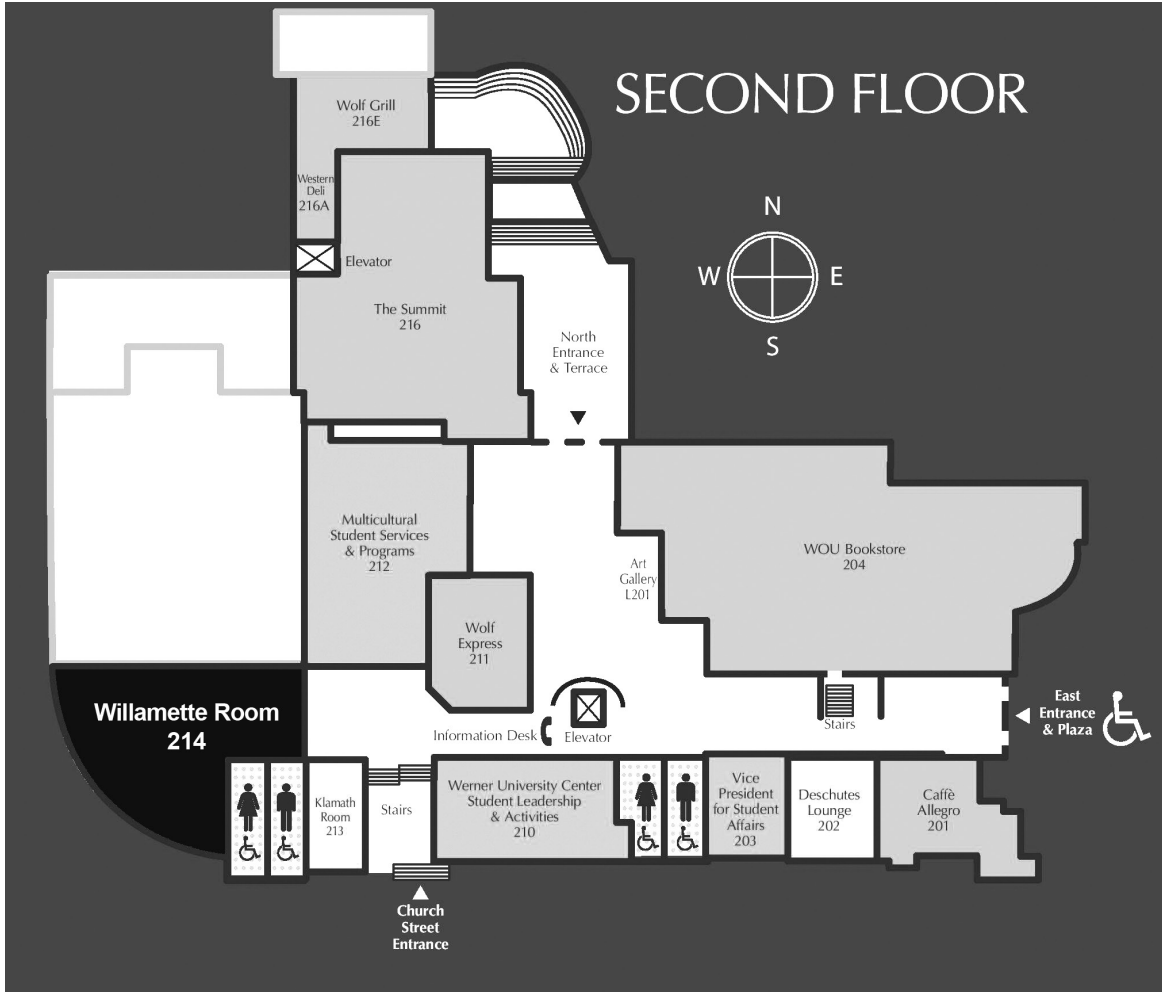 SECOND FLOOR
Wolf Grill
216E
Western
Deli
216A
Elevator
The Summit
216
N
W
E
S
North
Entrance
& Terrace
Multicultural
Student Services
& Programs
212
WOU Bookstore
204
Art
Gallery
L201
Wolf
Express
211
Willamette Room
214
Information Desk
Elevator
Stairs
East
Entrance
& Plaza
Klamath
Room
213
Stairs
Werner University Center
Student Leadership
& Activities
210
Vice
President
for Student
Affairs
203
Deschutes
Lounge
202
Caffè
Allegro
201
Church
Street
Entrance